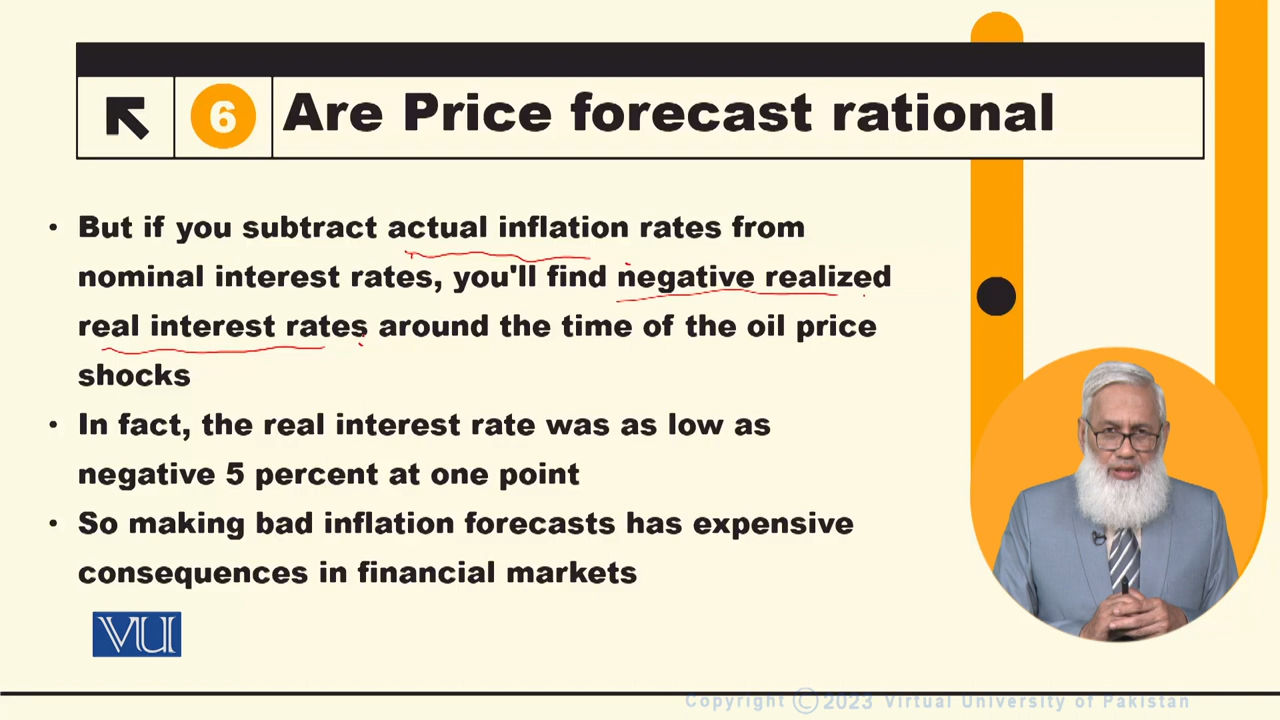 6 Are Price forecast rational
• But if you subtract actual inflation rates from
nominal interest rates, you'll find negative realized
real interest rates around the time of the oil price
shocks
• In fact, the real interest rate was as low as
negative 5 percent at one point
• So making bad inflation forecasts has expensive
consequences in financial markets
VU
Copyright Ⓒ2023 Virtual University of Pakistan